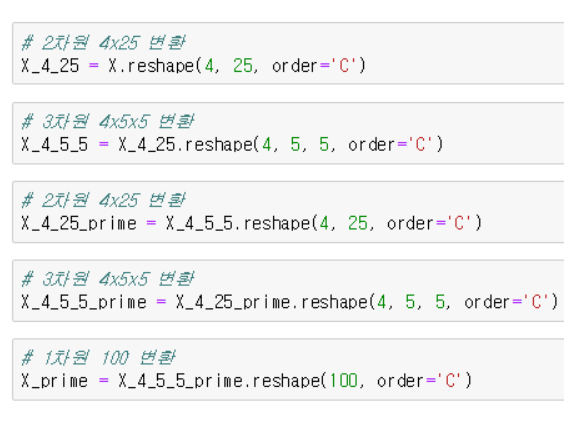 # 2차원 4x25 변환
X_4_25 = X.reshape(4, 25, order='C')
# 3차원 4x5x5 변환
X_4_5_5 = X_4_25.reshape(4, 5, 5, order='C')
# 2차원 4x25 변환
X_4_25_prime = X_4_5_5.reshape(4, 25, order='C')
# 3차원 4x5x5 변환
X_4_5_5_prime = X_4_25_prime.reshape(4, 5, 5, order='C')
# 1차원 100 변환
X_prime = X_4_5_5_prime.reshape(100, order='C')